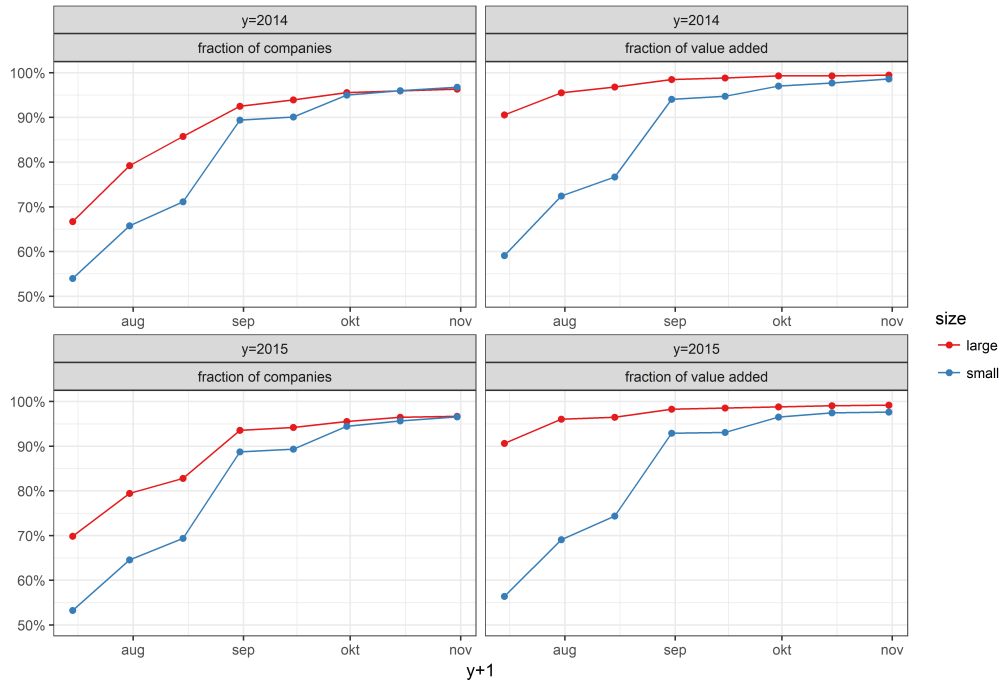 y=2014
y=2014
fraction of companies
fraction of value added
100%
90%
80%
70%
60%
50%
aug
sep
okt
nov
aug
sep
okt
nov
y=2015
y=2015
fraction of companies
fraction of value added
100%
90%
80%
70%
60%
50%
aug
sep
okt
nov
aug
sep
okt
nov
y+1
size
large
small